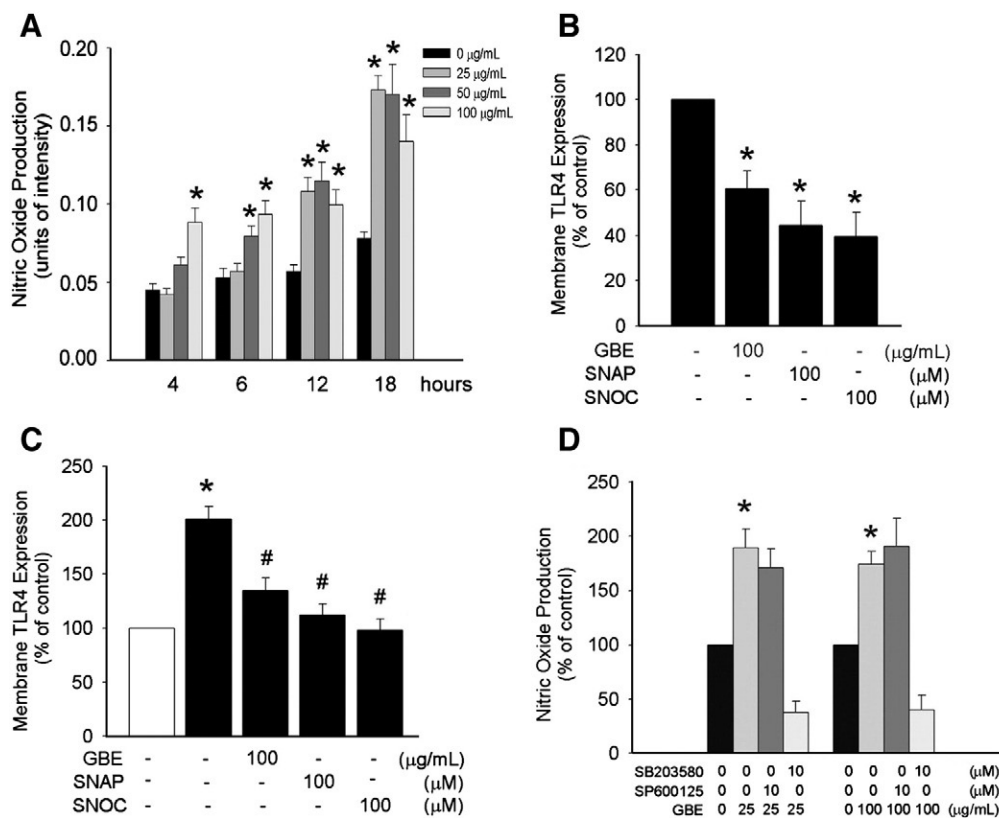 A
Nitric Oxide Production
(units of intensity)
0.20
0.15
0.10
0.05
0.00
0 μg/mL
25 μg/mL
50 μg/mL
100 μg/mL
* * * * * * * * *
4 6 12 18 hours
B
Membrane TLR4 Expression
(% of control)
120
100
80
60
40
20
0
* * *
GBE - 100 - - (μg/mL)
SNAP - - 100 - (μM)
SNOC - - - 100 (μM)
C
Membrane TLR4 Expression
(% of control)
250
200
150
100
50
0
* # # #
GBE - - 100 - - (μg/mL)
SNAP - - - 100 - (μM)
SNOC - - - - 100 (μM)
D
Nitric Oxide Production
(% of control)
250
200
150
100
50
0
* *
SB203580 0 0 0 10 0 0 0 10 (μM)
SP600125 0 0 10 0 0 0 10 0 (μM)
GBE 0 25 25 25 0 100 100 100 (μg/mL)